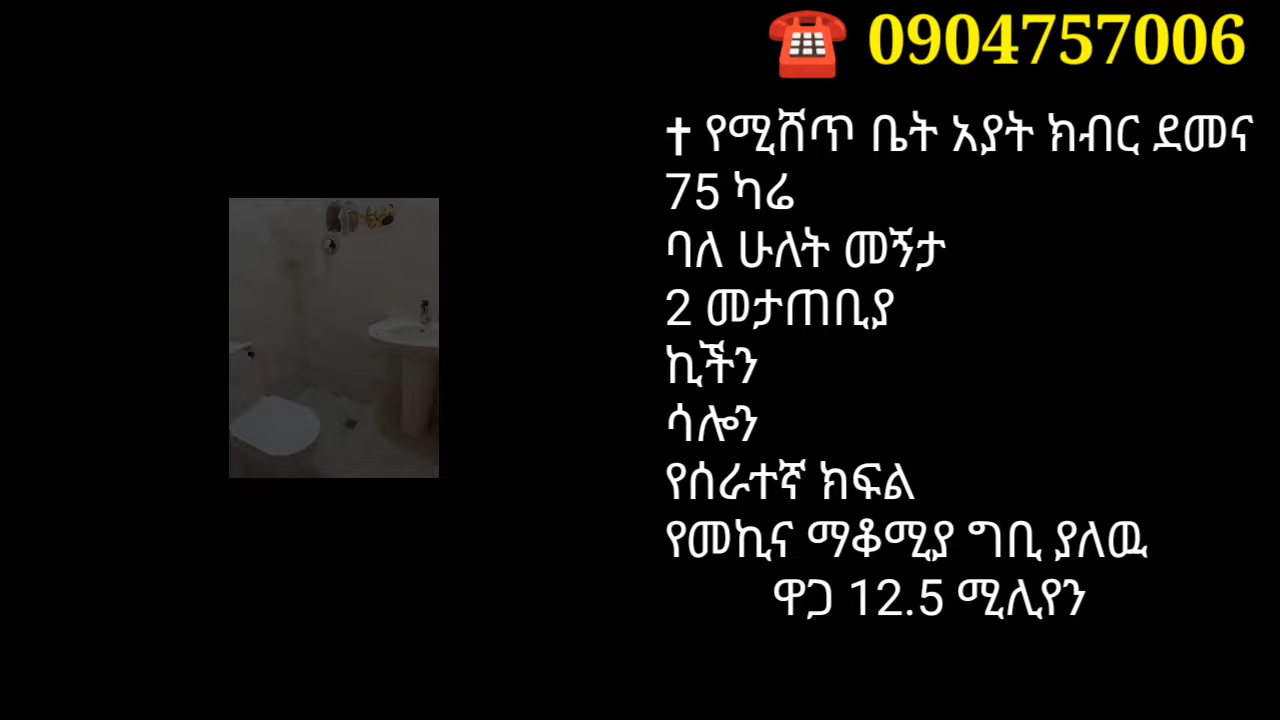 ☎ 0904757006
✝ የሚሸጥ ቤት አያት ክብር ደመና
75 ካሬ
ባለ ሁለት መኝታ
2 መታጠቢያ
ኪችን
ሳሎን
የሰራተኛ ክፍል
የመኪና ማቆሚያ ግቢ ያለዉ
ዋጋ 12.5 ሚሊየን